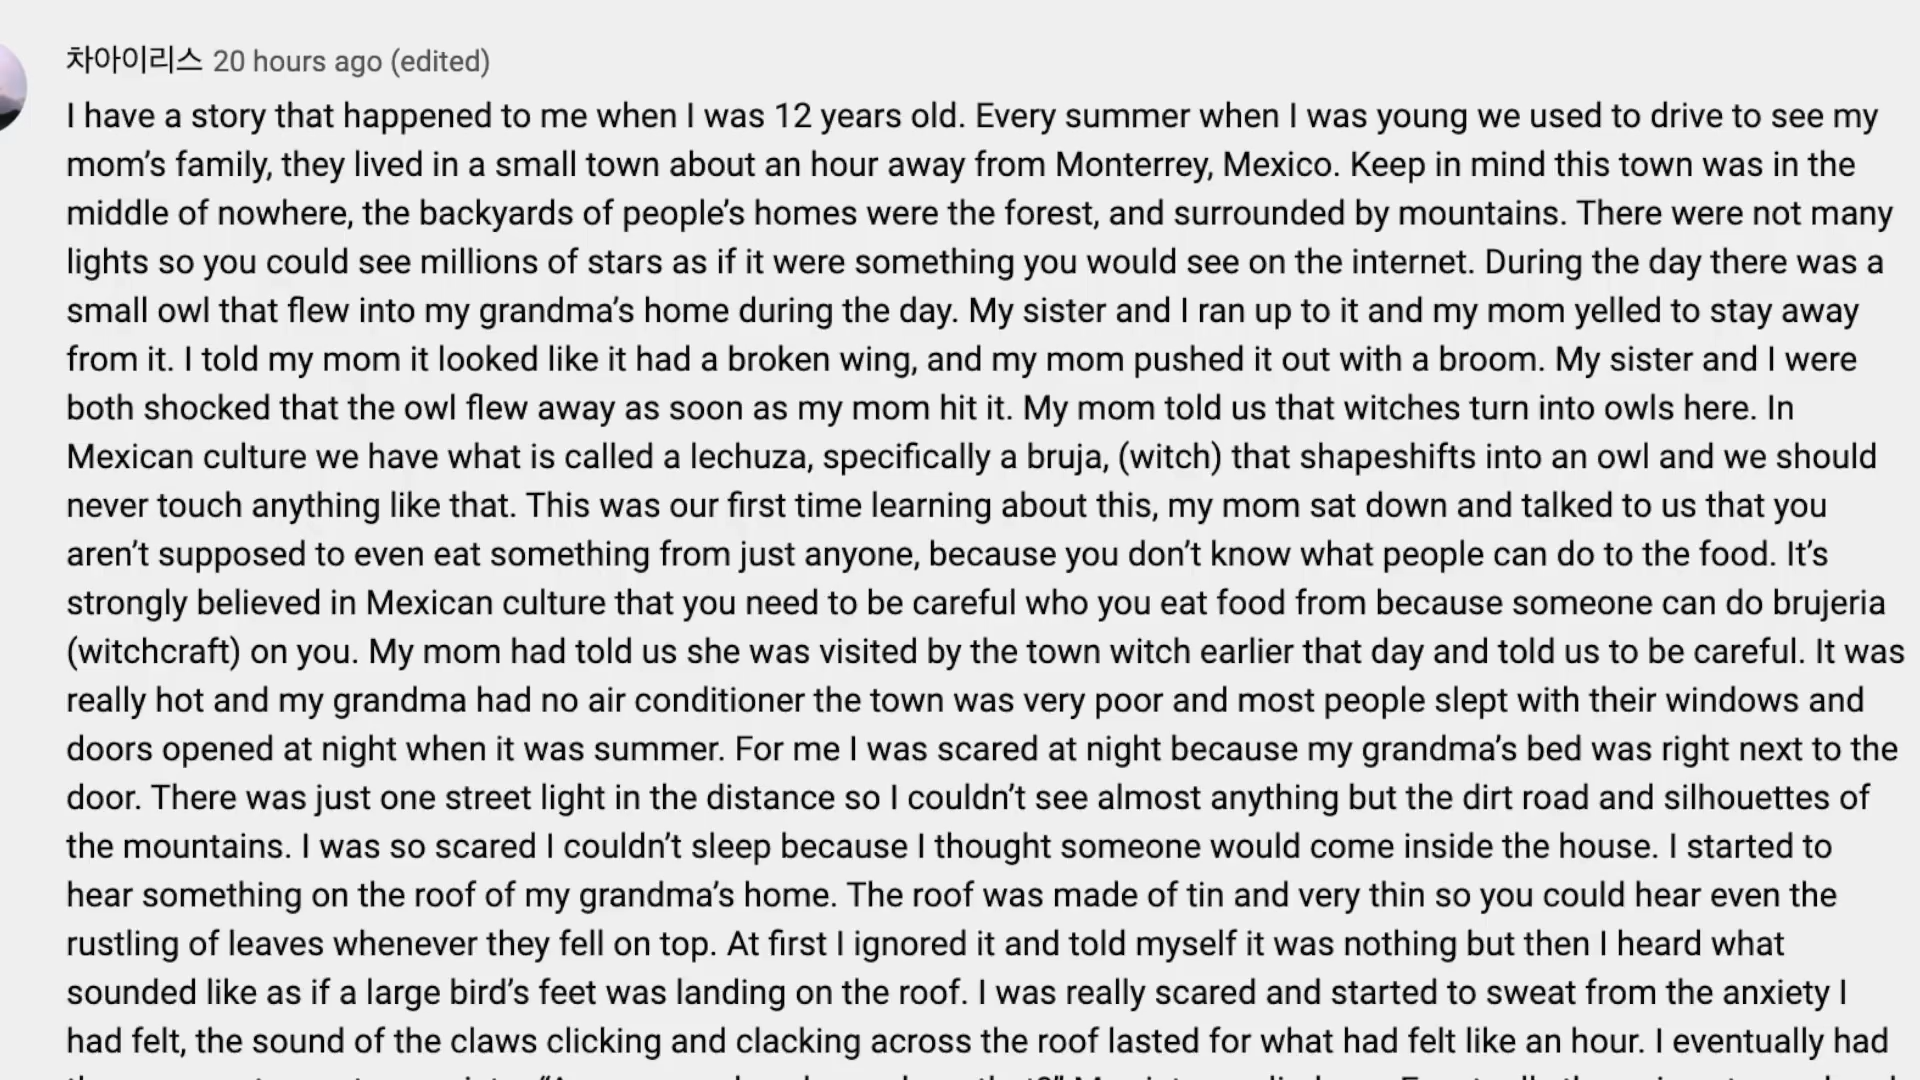 차아이리스 20 hours ago (edited)
I have a story that happened to me when I was 12 years old. Every summer when I was young we used to drive to see my
mom’s family, they lived in a small town about an hour away from Monterrey, Mexico. Keep in mind this town was in the
middle of nowhere, the backyards of people’s homes were the forest, and surrounded by mountains. There were not many
lights so you could see millions of stars as if it were something you would see on the internet. During the day there was a
small owl that flew into my grandma’s home during the day. My sister and I ran up to it and my mom yelled to stay away
from it. I told my mom it looked like it had a broken wing, and my mom pushed it out with a broom. My sister and I were
both shocked that the owl flew away as soon as my mom hit it. My mom told us that witches turn into owls here. In
Mexican culture we have what is called a lechuza, specifically a bruja, (witch) that shapeshifts into an owl and we should
never touch anything like that. This was our first time learning about this, my mom sat down and talked to us that you
aren’t supposed to even eat something from just anyone, because you don’t know what people can do to the food. It’s
strongly believed in Mexican culture that you need to be careful who you eat food from because someone can do brujeria
(witchcraft) on you. My mom had told us she was visited by the town witch earlier that day and told us to be careful. It was
really hot and my grandma had no air conditioner the town was very poor and most people slept with their windows and
doors opened at night when it was summer. For me I was scared at night because my grandma’s bed was right next to the
door. There was just one street light in the distance so I couldn’t see almost anything but the dirt road and silhouettes of
the mountains. I was so scared I couldn’t sleep because I thought someone would come inside the house. I started to
hear something on the roof of my grandma’s home. The roof was made of tin and very thin so you could hear even the
rustling of leaves whenever they fell on top. At first I ignored it and told myself it was nothing but then I heard what
sounded like as if a large bird’s feet was landing on the roof. I was really scared and started to sweat from the anxiety I
had felt, the sound of the claws clicking and clacking across the roof lasted for what had felt like an hour. I eventually had